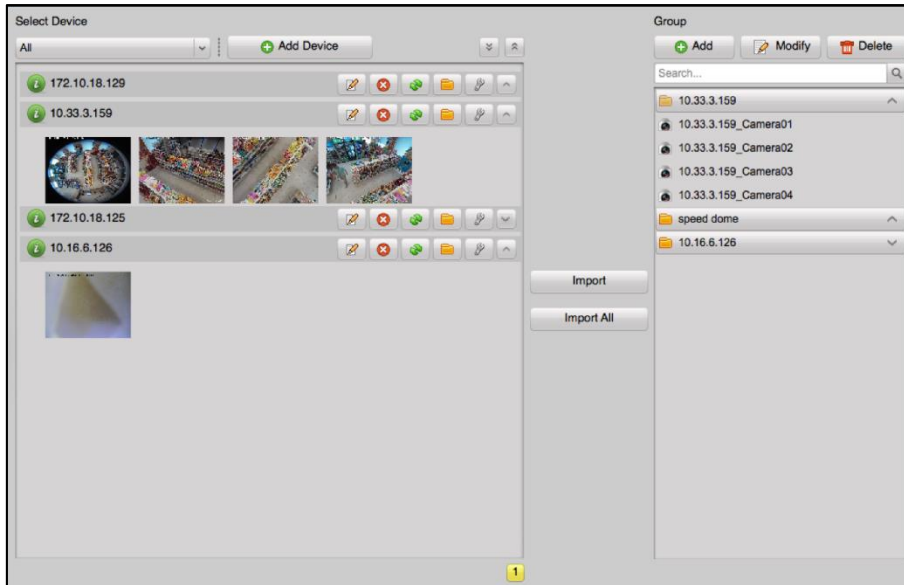 Select Device
All
Add Device
172.10.18.129
10.33.3.159
172.10.18.125
10.16.6.126
1
Import
Import All
Group
Add Modify Delete
Search...
10.33.3.159
10.33.3.159_Camera01
10.33.3.159_Camera02
10.33.3.159_Camera03
10.33.3.159_Camera04
speed dome
10.16.6.126